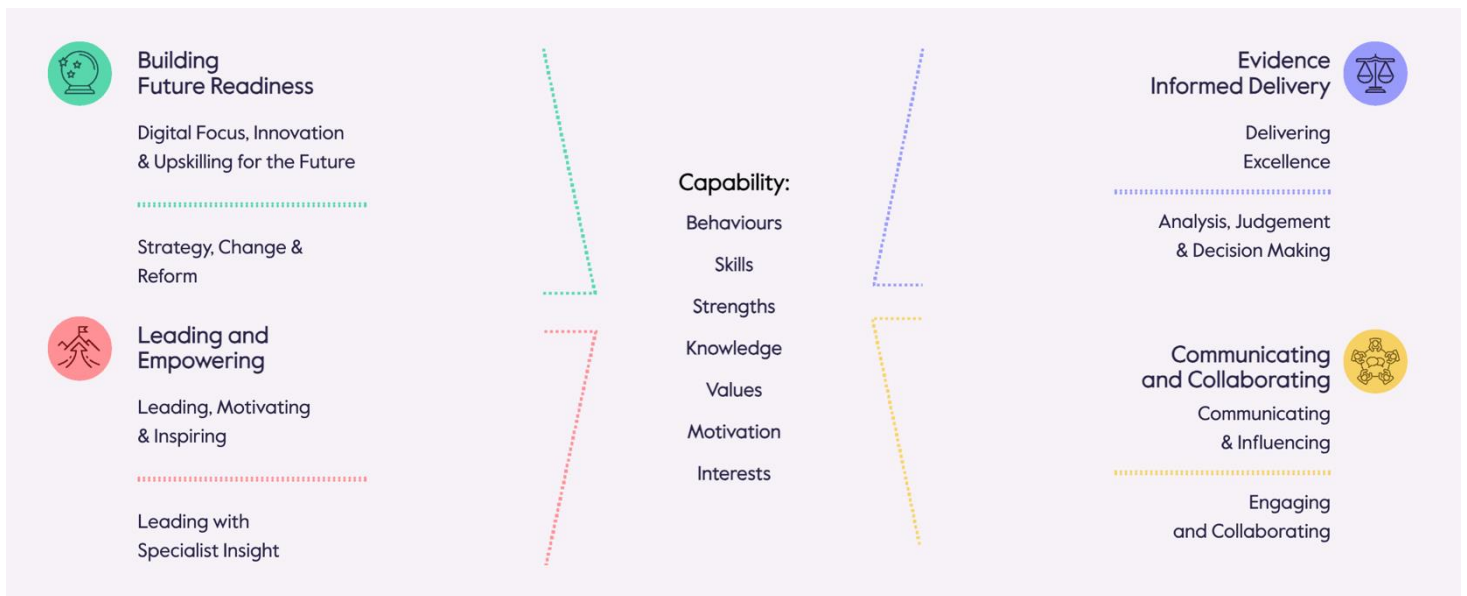 Building
Future Readiness
Digital Focus, Innovation
& Upskilling for the Future
Strategy, Change &
Reform
Leading and
Empowering
Leading, Motivating
& Inspiring
Leading with
Specialist Insight
Capability:
Behaviours
Skills
Strengths
Knowledge
Values
Motivation
Interests
Evidence
Informed Delivery
Delivering
Excellence
Analysis, Judgement
& Decision Making
Communicating
and Collaborating
Communicating
& Influencing
Engaging
and Collaborating